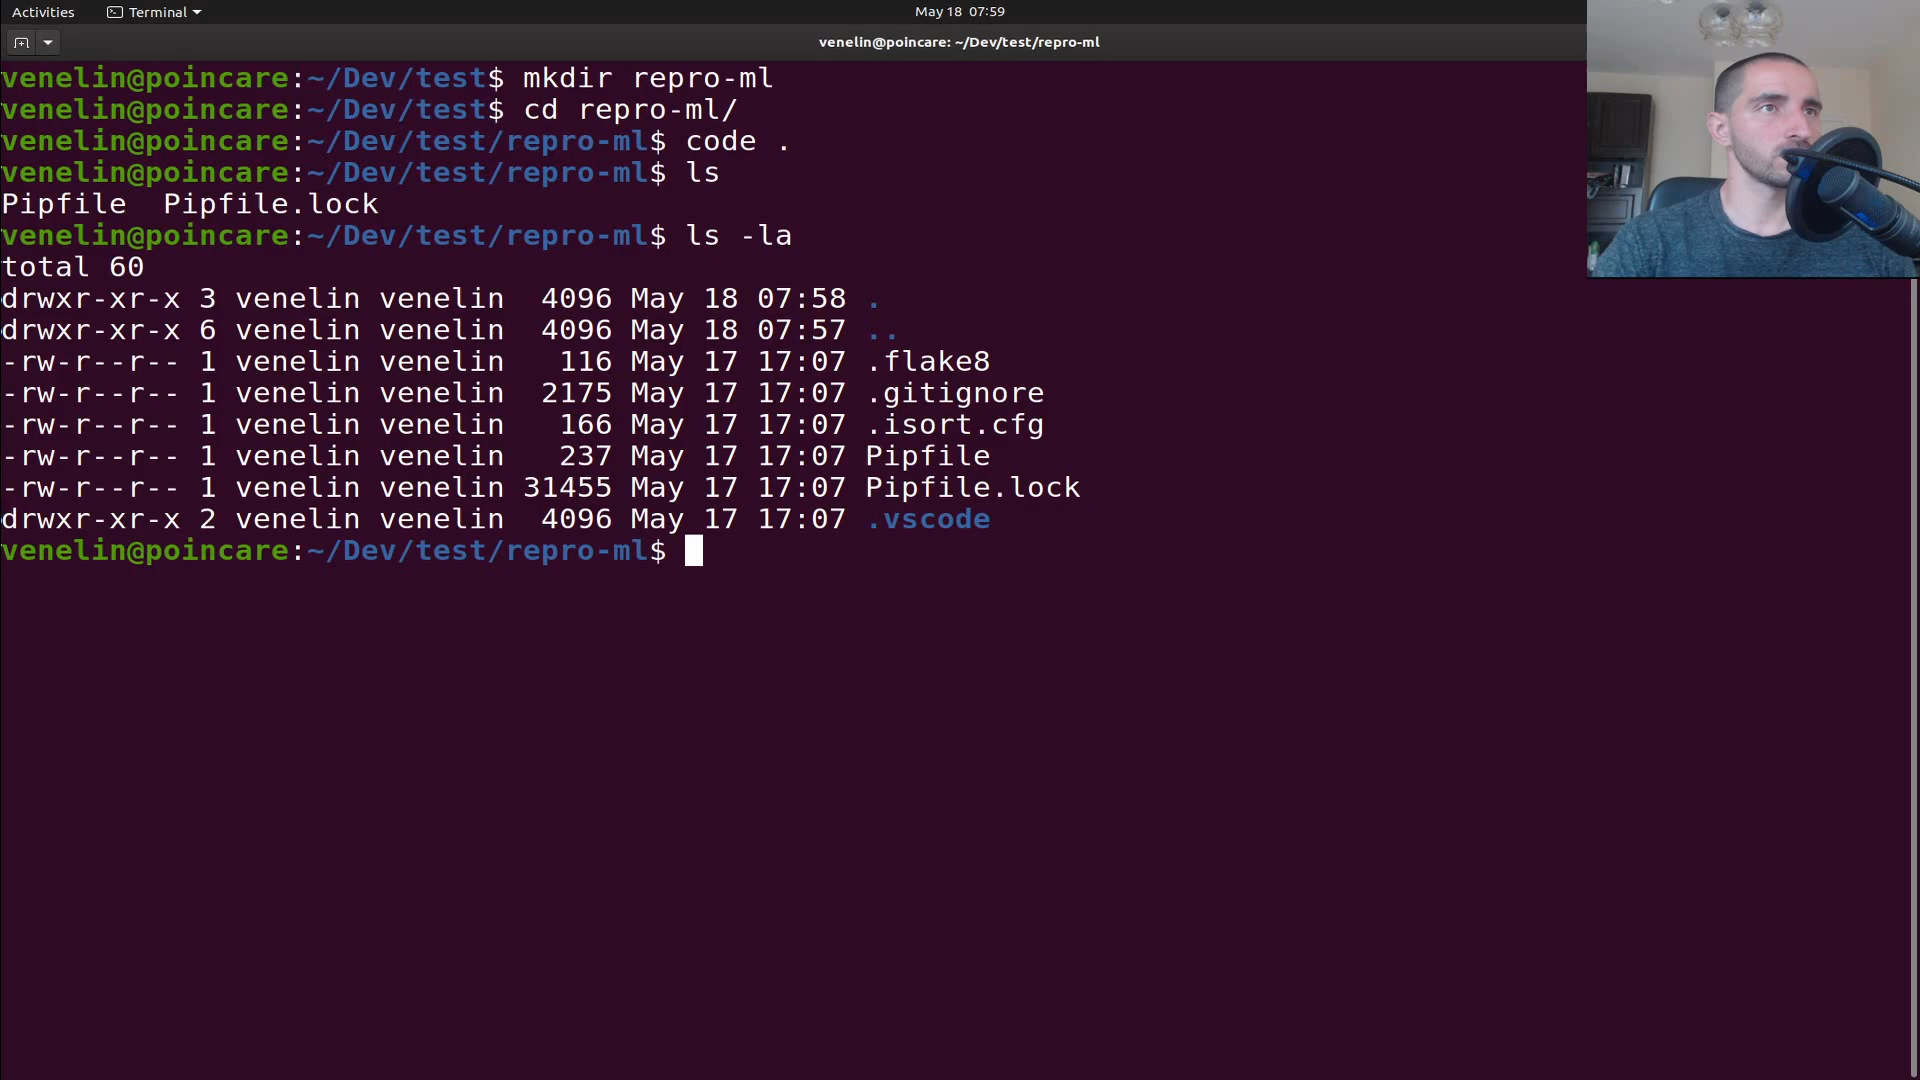 Activities Terminal May 18 07:59
venelin@poincare: ~/Dev/test/repro-ml
venelin@poincare:~/Dev/test$ mkdir repro-ml
venelin@poincare:~/Dev/test$ cd repro-ml/
venelin@poincare:~/Dev/test/repro-ml$ code .
venelin@poincare:~/Dev/test/repro-ml$ ls
Pipfile  Pipfile.lock
venelin@poincare:~/Dev/test/repro-ml$ ls -la
total 60
drwxr-xr-x 3 venelin venelin  4096 May 18 07:58 .
drwxr-xr-x 6 venelin venelin  4096 May 18 07:57 ..
-rw-r--r-- 1 venelin venelin   116 May 17 17:07 .flake8
-rw-r--r-- 1 venelin venelin  2175 May 17 17:07 .gitignore
-rw-r--r-- 1 venelin venelin   166 May 17 17:07 .isort.cfg
-rw-r--r-- 1 venelin venelin   237 May 17 17:07 Pipfile
-rw-r--r-- 1 venelin venelin 31455 May 17 17:07 Pipfile.lock
drwxr-xr-x 2 venelin venelin  4096 May 17 17:07 .vscode
venelin@poincare:~/Dev/test/repro-ml$